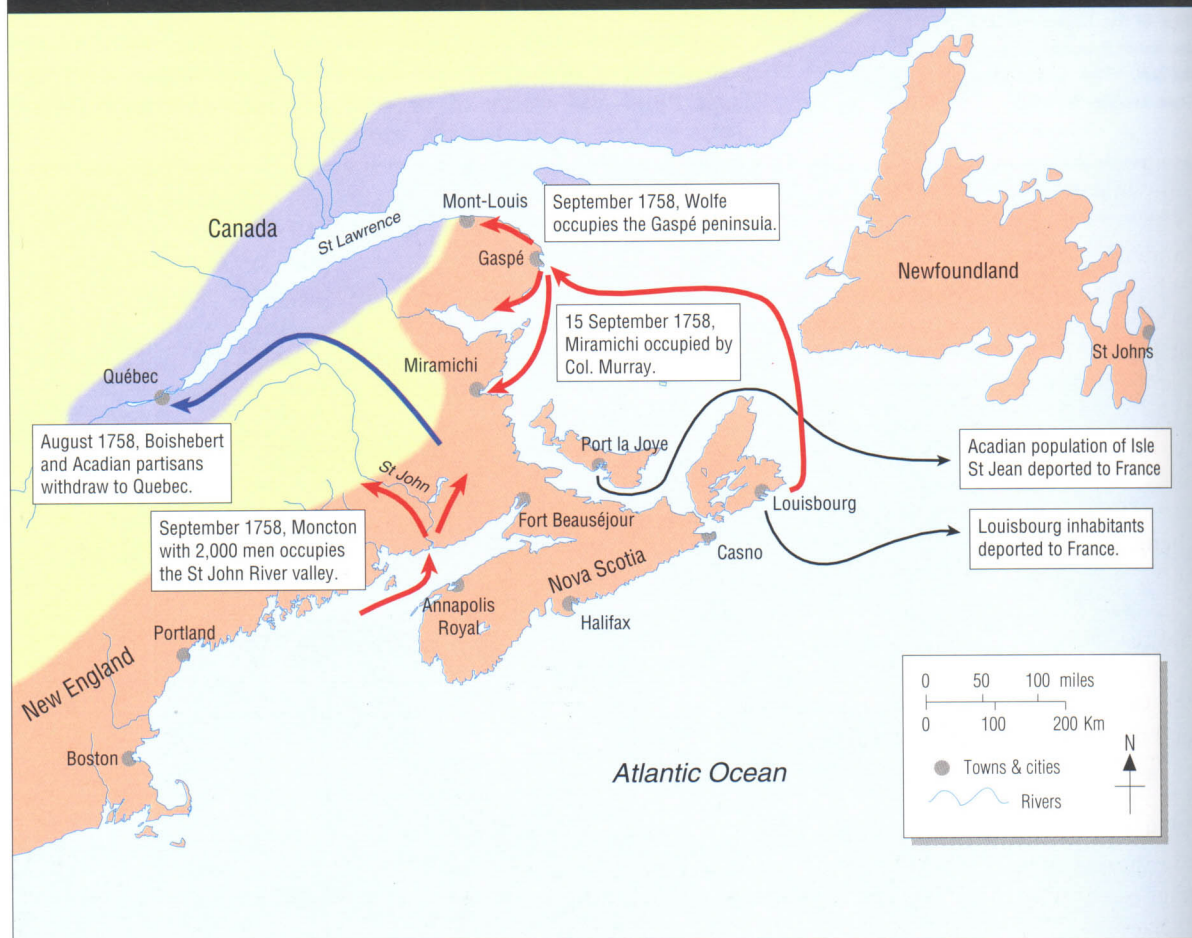 Canada
St Lawrence
Mont-Louis
September 1758, Wolfe
occupies the Gaspé peninsula.
Gaspé
Newfoundland
15 September 1758,
Miramichi occupied by
Col. Murray.
St Johns
Miramichi
Québec
August 1758, Boishebert
and Acadian partisans
withdraw to Quebec.
Port la Joye
Acadian population of Isle
St Jean deported to France
St John
Louisbourg
Fort Beauséjour
September 1758, Moncton
with 2,000 men occupies
the St John River valley.
Louisbourg inhabitants
deported to France.
Casno
Nova Scotia
Annapolis
Royal
Halifax
Portland
New England
Boston
Atlantic Ocean
0 50 100 miles
0 100 200 Km
N
Towns & cities
Rivers